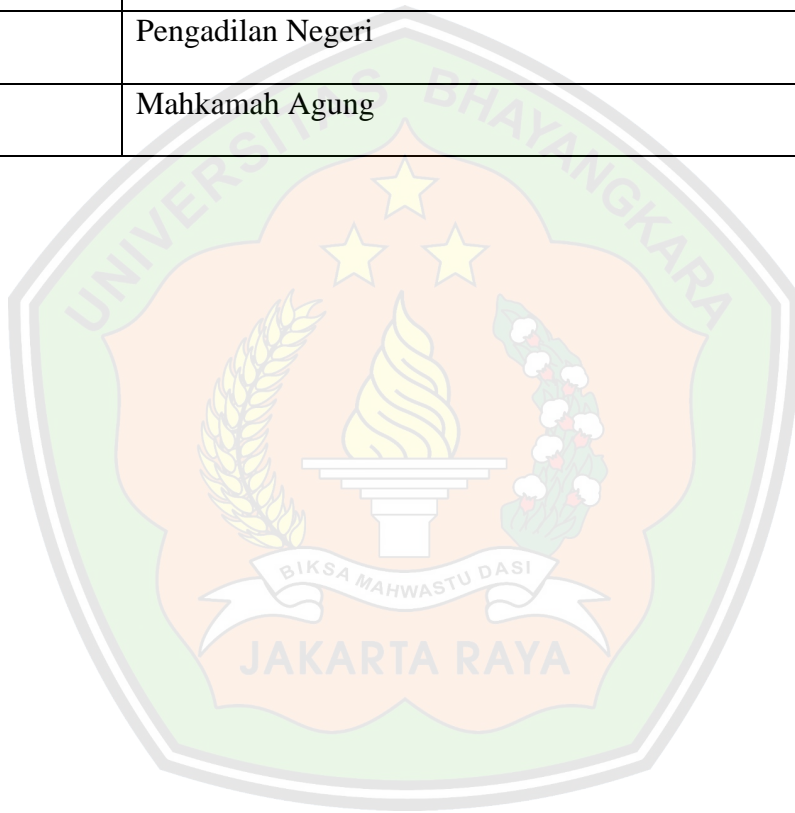 Pengadilan Negeri
Mahkamah Agung
UNIVERSITAS BHAYANGKARA
BIKSA MAHWASTU DASI
JAKARTA RAYA